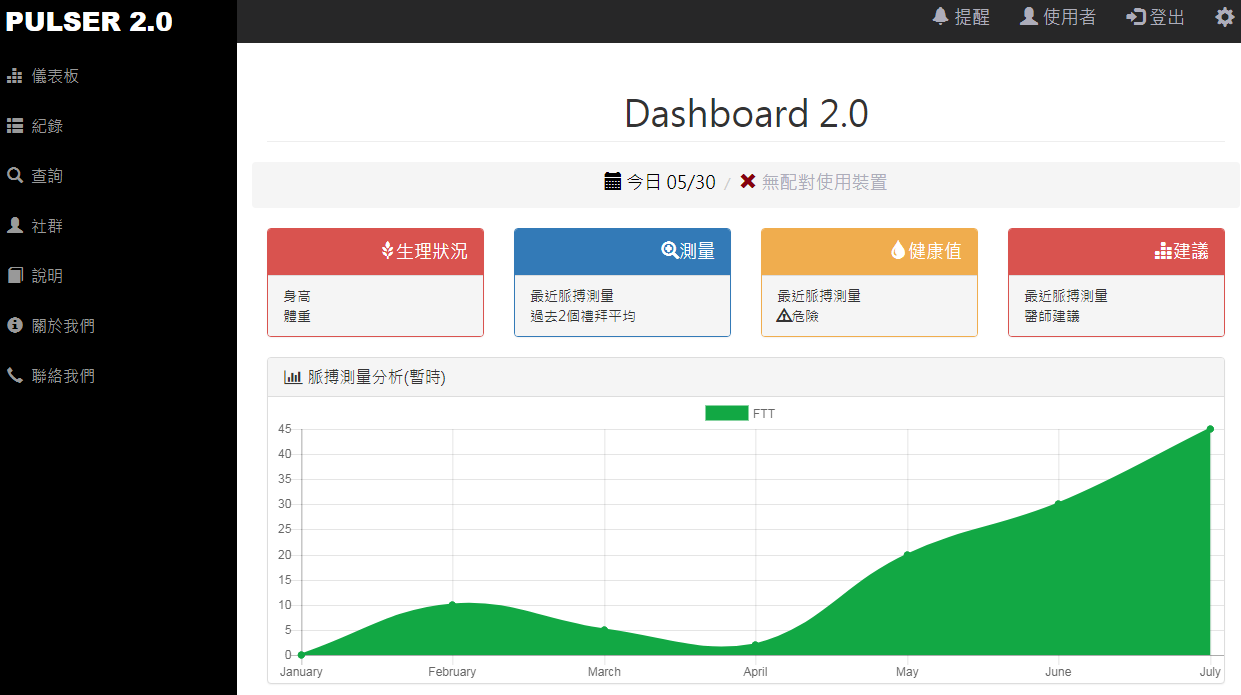 PULSER 2.0
提醒 使用者 登出
儀表板
紀錄
查詢
社群
說明
關於我們
聯絡我們
Dashboard 2.0
今日 05/30 / 無配對使用裝置
生理狀況
身高
體重
測量
最近脈搏測量
過去2個禮拜平均
健康值
最近脈搏測量
危險
建議
最近脈搏測量
醫師建議
脈搏測量分析(暫時)
FTT
45
40
35
30
25
20
15
10
5
0
January February March April May June July